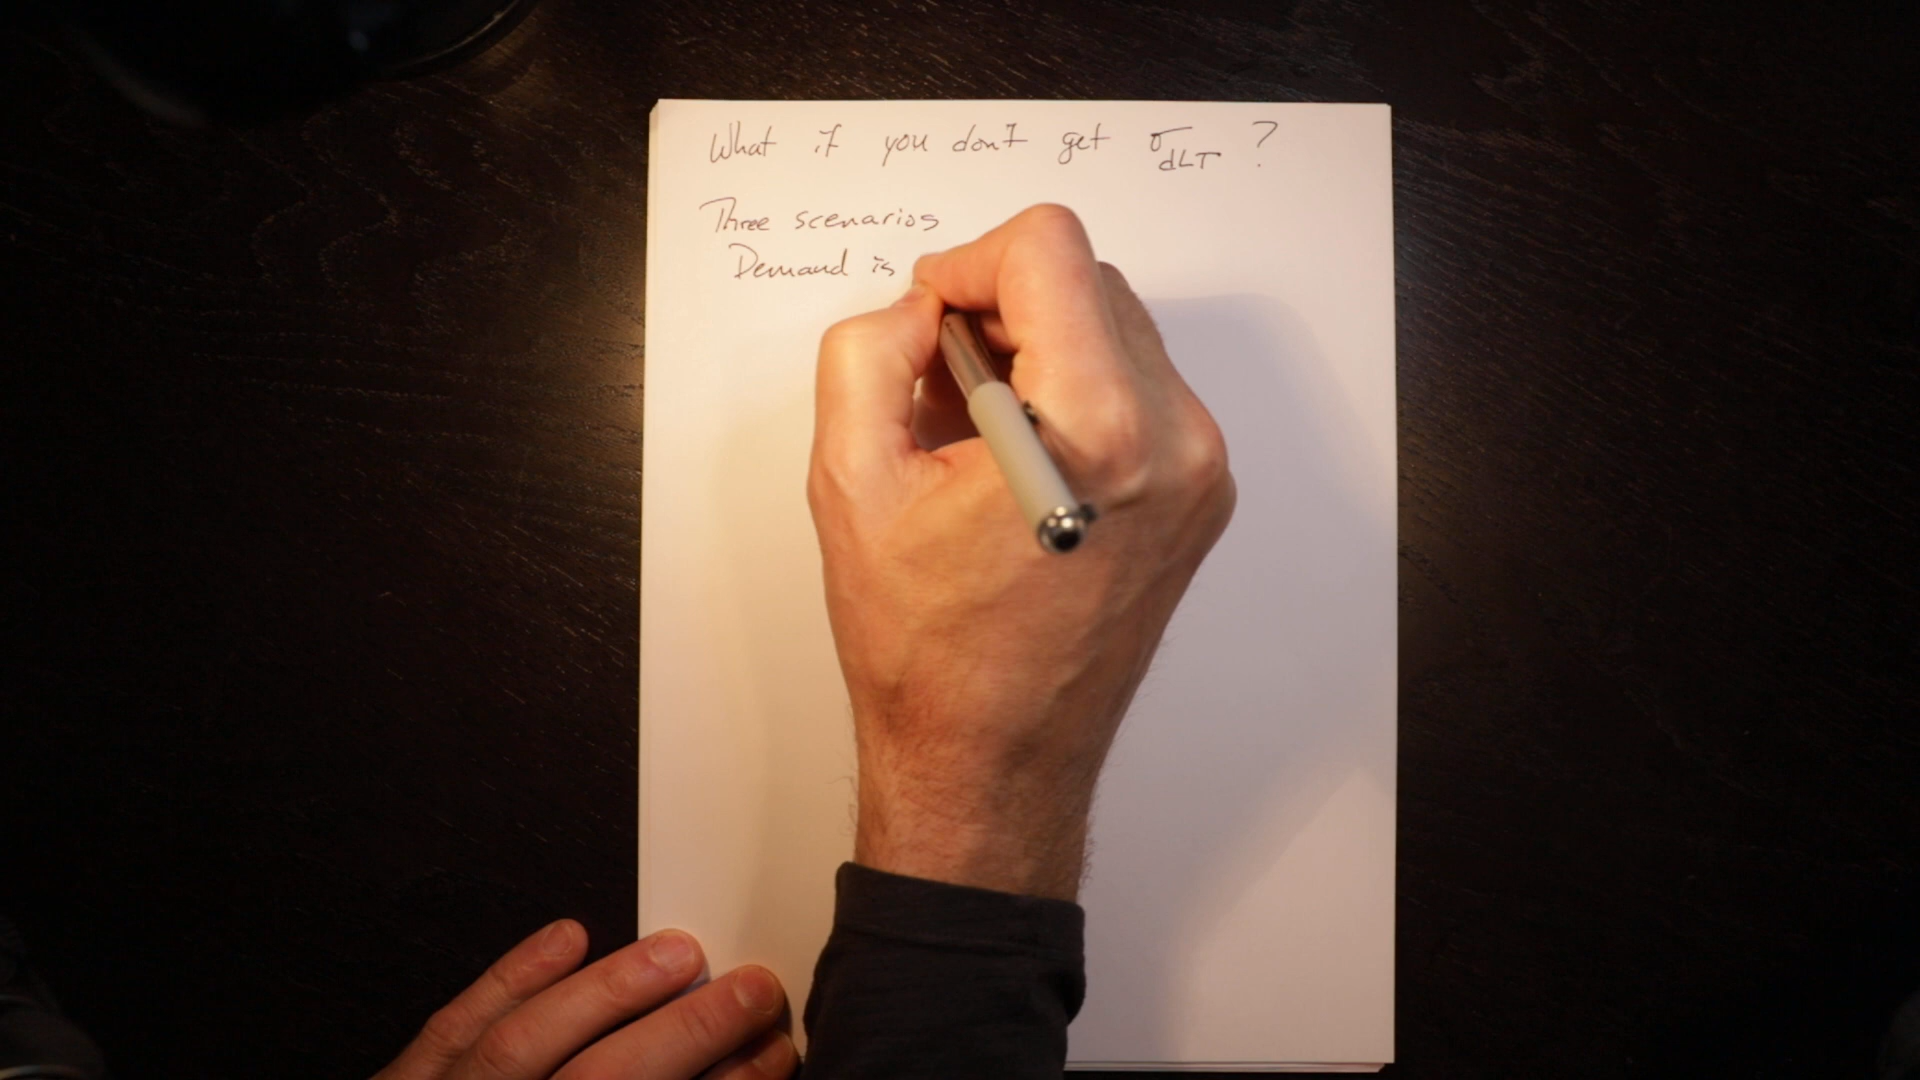 What if you don't get σdLT ?
Three scenarios
Demand is